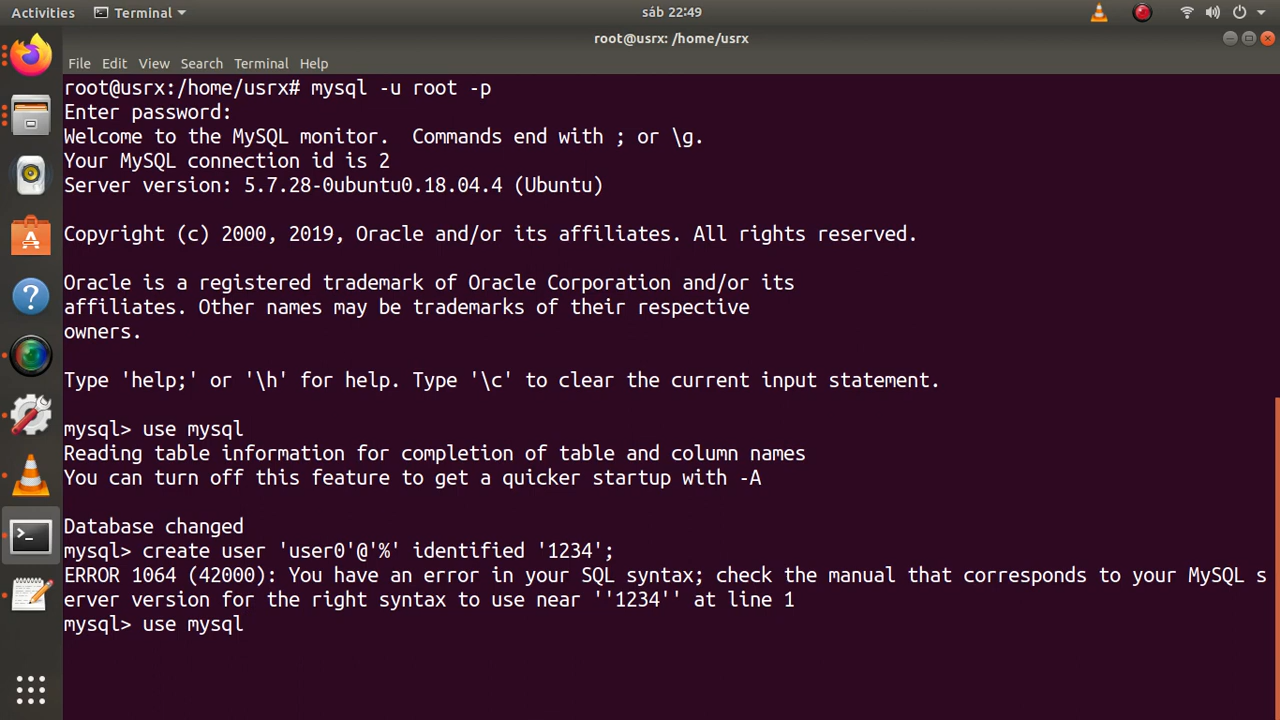 Activities
Terminal
sáb 22:49
root@usrx: /home/usrx
File Edit View Search Terminal Help
root@usrx:/home/usrx# mysql -u root -p
Enter password:
Welcome to the MySQL monitor.  Commands end with ; or \g.
Your MySQL connection id is 2
Server version: 5.7.28-0ubuntu0.18.04.4 (Ubuntu)
Copyright (c) 2000, 2019, Oracle and/or its affiliates. All rights reserved.
Oracle is a registered trademark of Oracle Corporation and/or its
affiliates. Other names may be trademarks of their respective
owners.
Type 'help;' or '\h' for help. Type '\c' to clear the current input statement.
mysql> use mysql
Reading table information for completion of table and column names
You can turn off this feature to get a quicker startup with -A
Database changed
mysql> create user 'user0'@'%' identified '1234';
ERROR 1064 (42000): You have an error in your SQL syntax; check the manual that corresponds to your MySQL s
erver version for the right syntax to use near ''1234'' at line 1
mysql> use mysql